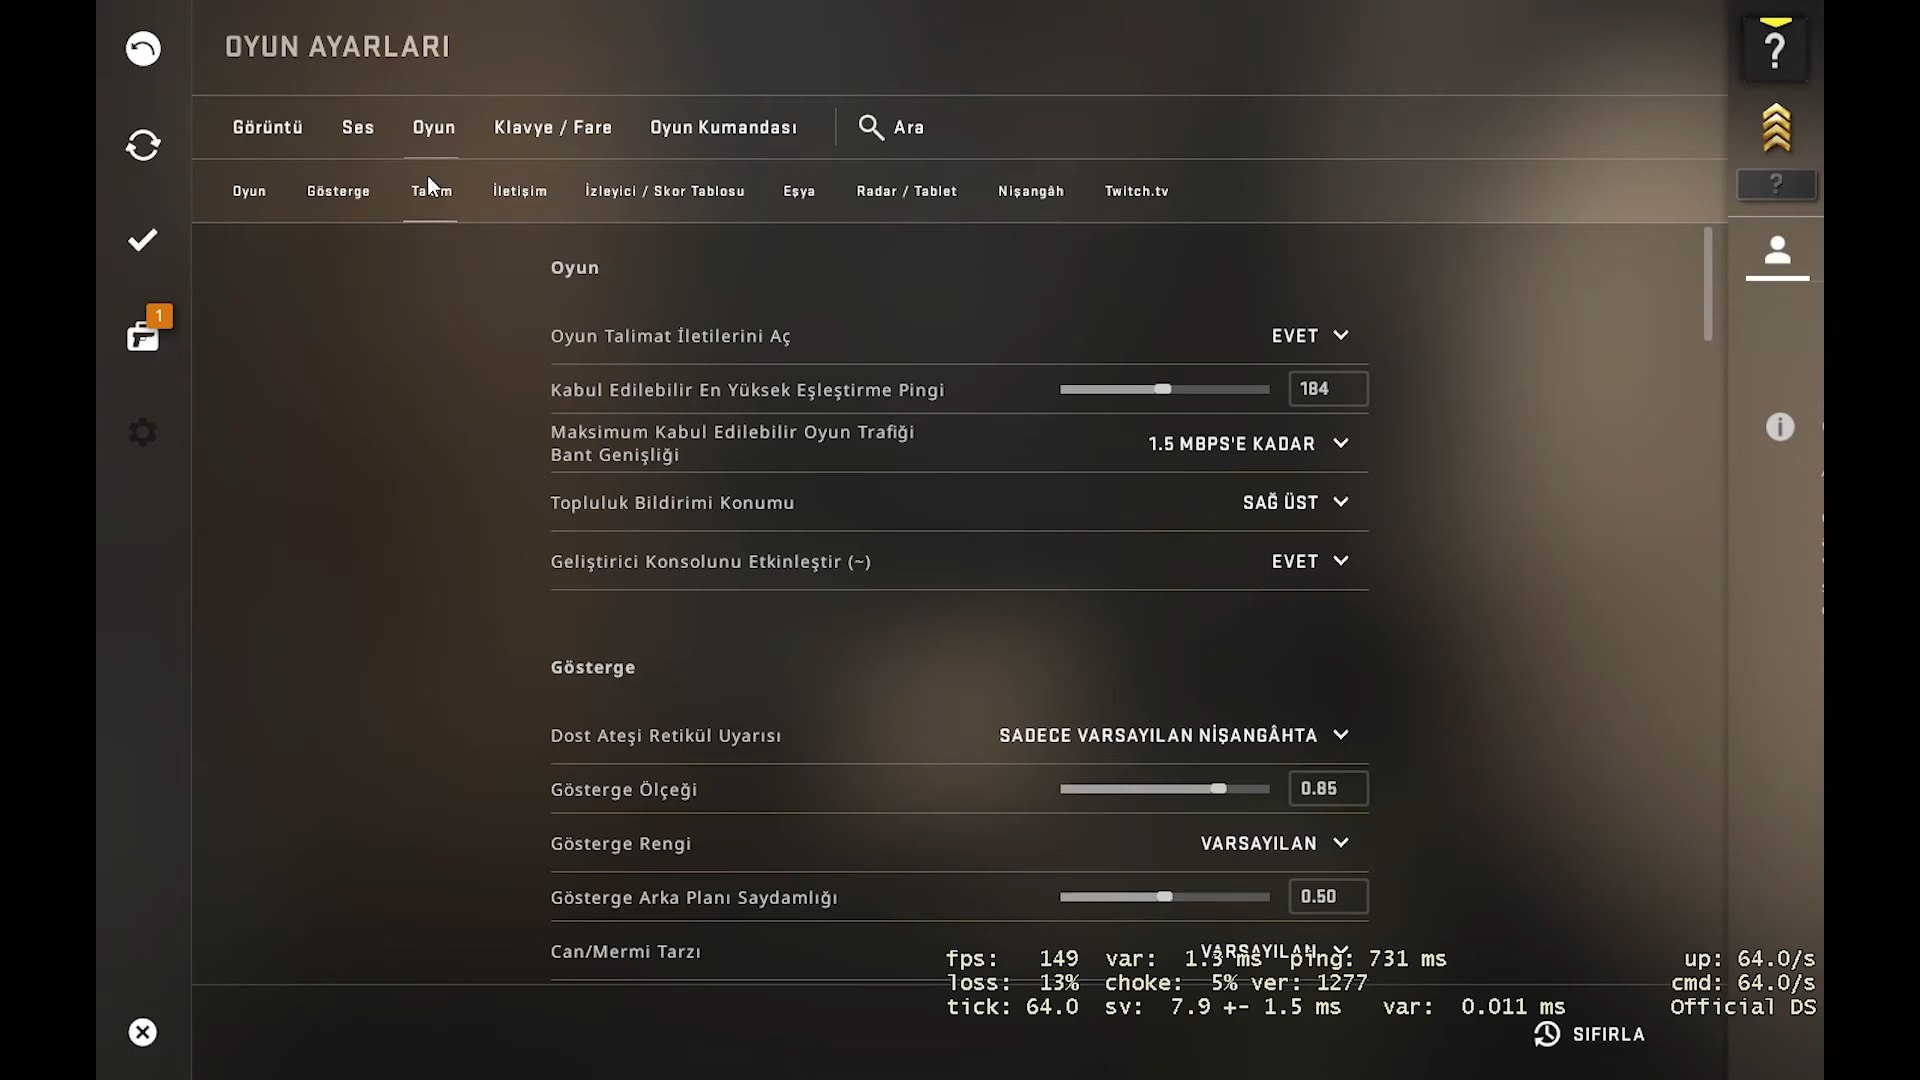 OYUN AYARLARI
Görüntü Ses Oyun Klavye / Fare Oyun Kumandası Ara
Oyun Gösterge Takım İletişim İzleyici / Skor Tablosu Eşya Radar / Tablet Nişangâh Twitch.tv
?
?
1
Oyun
Oyun Talimat İletilerini Aç EVET
Kabul Edilebilir En Yüksek Eşleştirme Pingi 184
Maksimum Kabul Edilebilir Oyun Trafiği
Bant Genişliği 1.5 MBPS'E KADAR
Topluluk Bildirimi Konumu SAĞ ÜST
Geliştirici Konsolunu Etkinleştir (~) EVET
Gösterge
Dost Ateşi Retikül Uyarısı SADECE VARSAYILAN NİŞANGÂHTA
Gösterge Ölçeği 0.85
Gösterge Rengi VARSAYILAN
Gösterge Arka Planı Saydamlığı 0.50
Can/Mermi Tarzı VARSAYILAN
fps: 149 var: 1.3 ms ping: 731 ms up: 64.0/s
loss: 13% choke: 5% ver: 1277 cmd: 64.0/s
tick: 64.0 sv: 7.9 +- 1.5 ms var: 0.011 ms Official DS
SIFIRLA